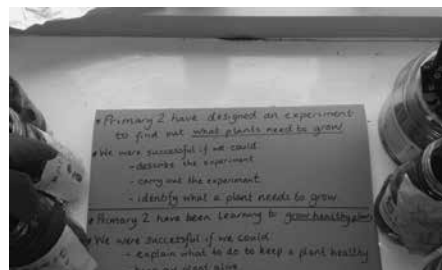 • Primary 2 have designed an experiment
to find out what plants need to grow
• We were successful if we could:
- describe the experiment
- carry out the experiment
- identify what a plant needs to grow
• Primary 2 have been learning to grow healthy plants
• We were successful if we could
- explain what to do to keep a plant healthy